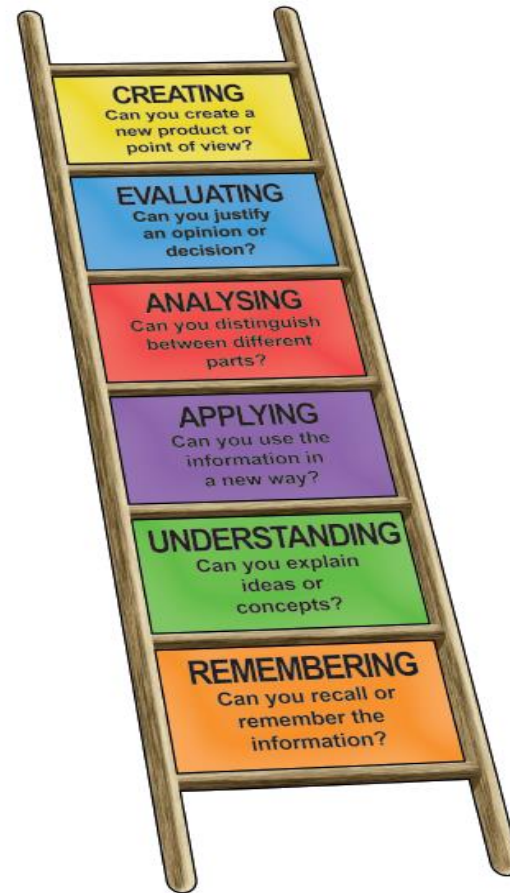 CREATING
Can you create a
new product or
point of view?
EVALUATING
Can you justify
an opinion or
decision?
ANALYSING
Can you distinguish
between different
parts?
APPLYING
Can you use the
information in
a new way?
UNDERSTANDING
Can you explain
ideas or
concepts?
REMEMBERING
Can you recall or
remember the
information?